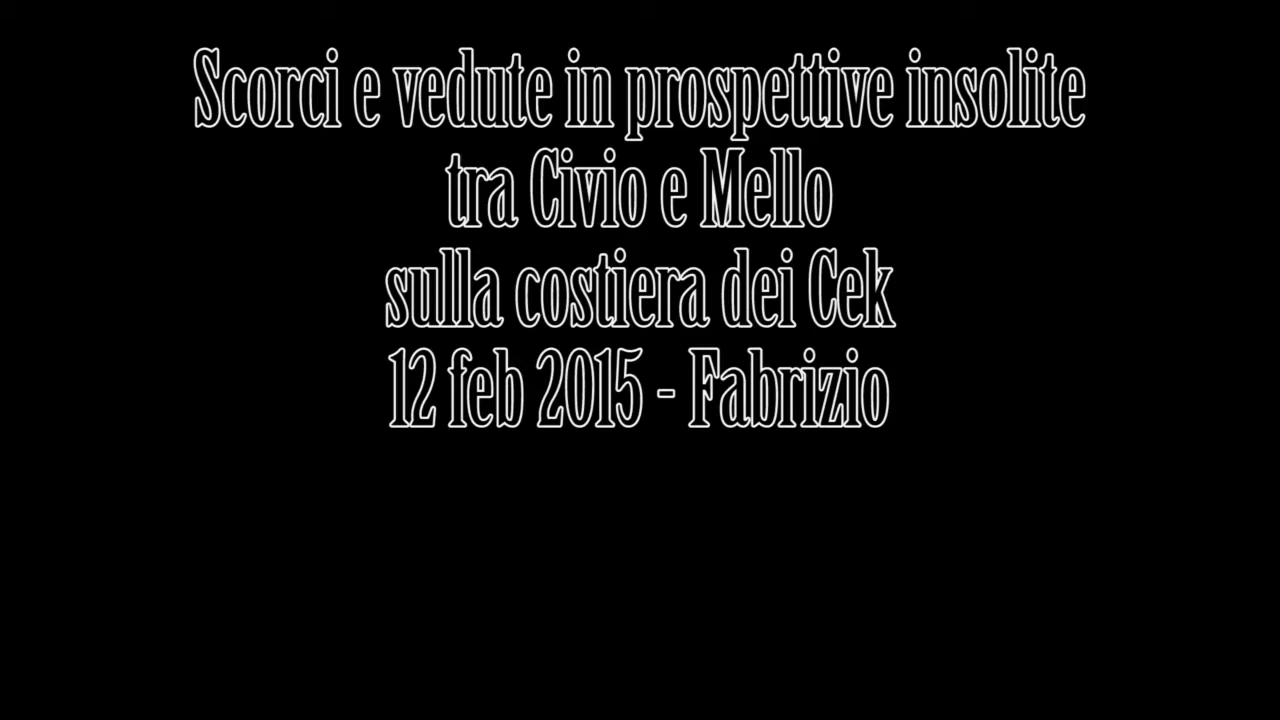 Scorci e vedute in prospettive insolite
tra Civio e Mello
sulla costiera dei Cek
12 feb 2015 - Fabrizio